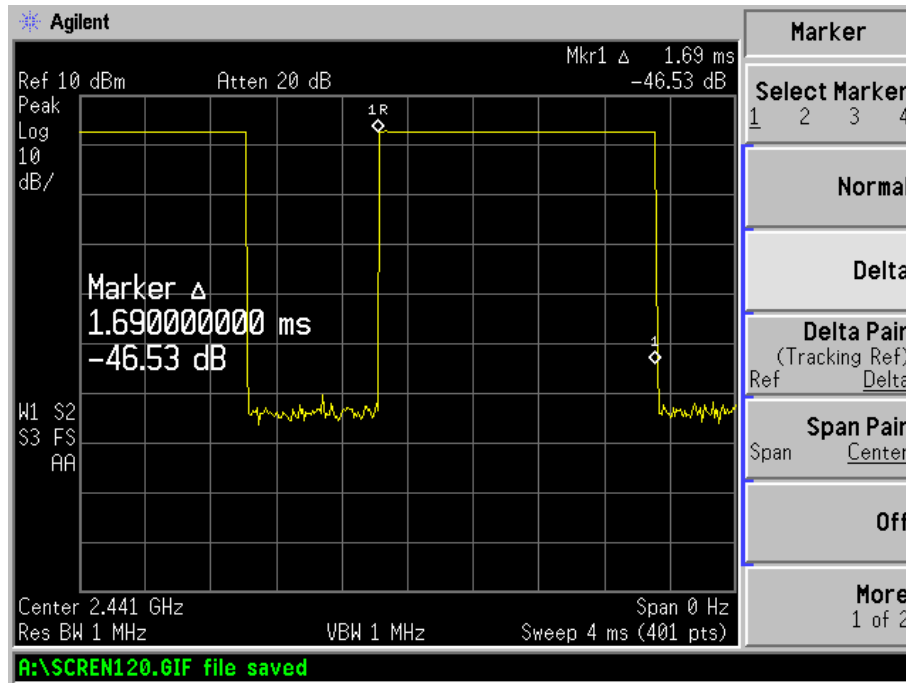 Agilent
Mkr1 Δ 1.69 ms
Ref 10 dBm Atten 20 dB -46.53 dB
Peak
Log
10
dB/
1R
Marker Δ
1.690000000 ms
-46.53 dB
1
W1 S2
S3 FS
AA
Center 2.441 GHz Span 0 Hz
Res BW 1 MHz VBW 1 MHz Sweep 4 ms (401 pts)
A:\SCREN120.GIF file saved
Marker
Select Marker
1 2 3 4
Normal
Delta
Delta Pair
(Tracking Ref)
Ref Delta
Span Pair
Span Center
Off
More
1 of 2